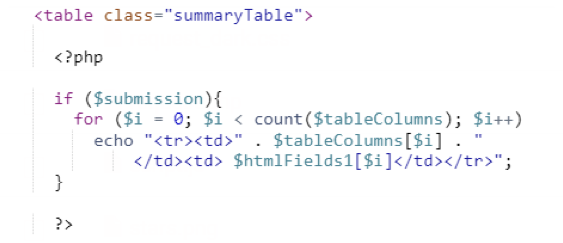 <table class="summaryTable">
<?php
if ($submission){
for ($i = 0; $i < count($tableColumns); $i++)
echo "<tr><td>" . $tableColumns[$i] . "
</td><td> $htmlFields1[$i]</td></tr>";
}
?>